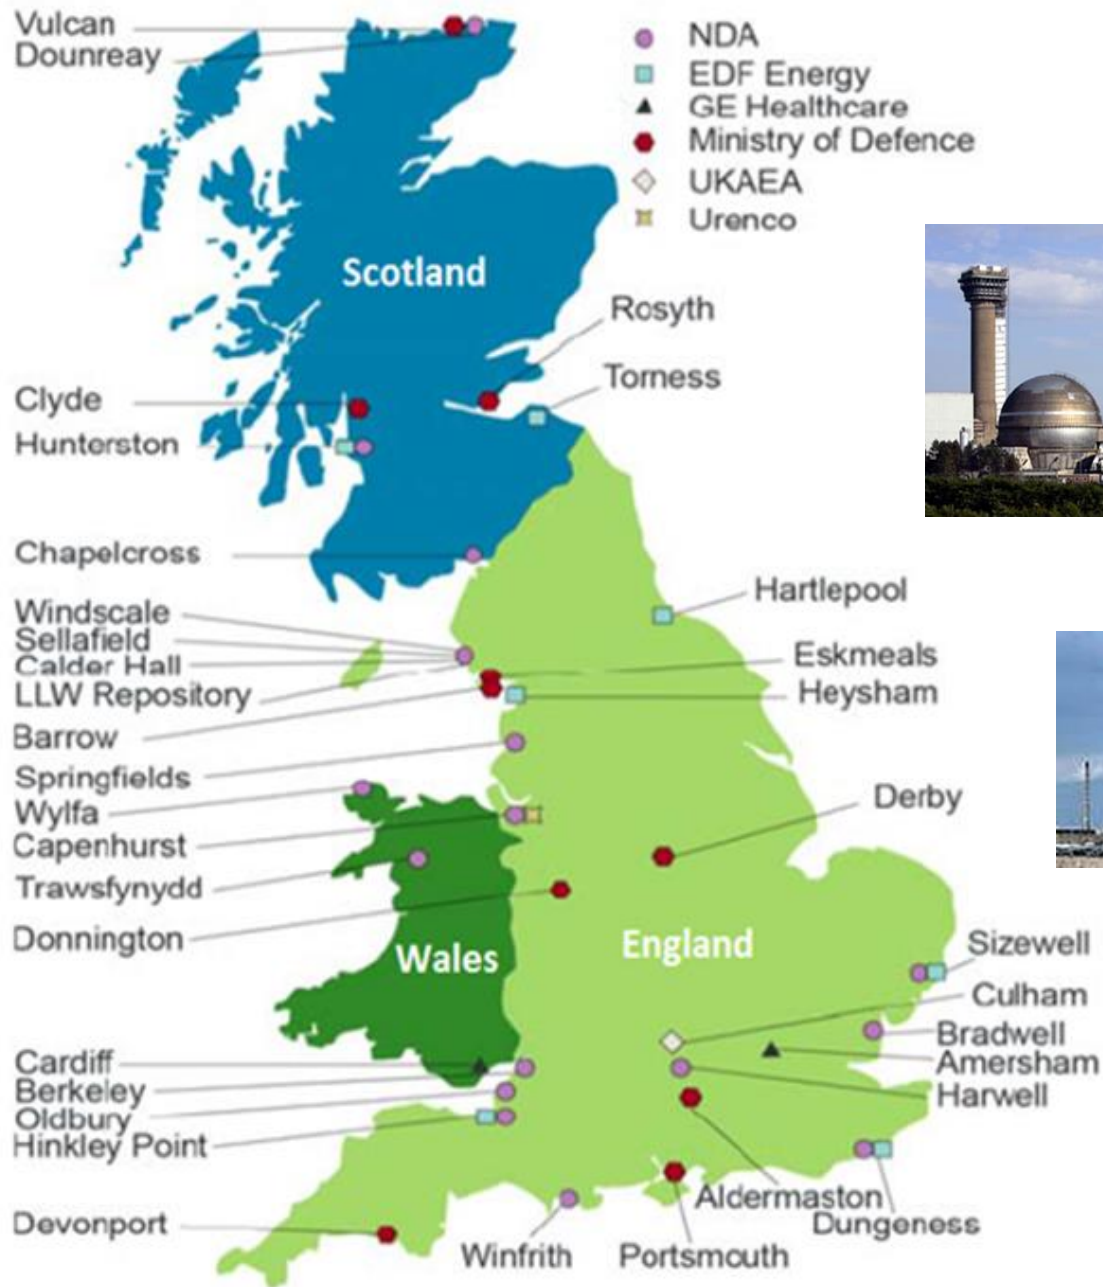 Vulcan
Dounreay
NDA
EDF Energy
GE Healthcare
Ministry of Defence
UKAEA
Urenco
Scotland
Rosyth
Torness
Clyde
Hunterston
Chapelcross
Hartlepool
Windscale
Sellafield
Calder Hall
LLW Repository
Eskmeals
Heysham
Barrow
Springfields
Wylfa
Capenhurst
Trawsfynydd
Donnington
Derby
Wales
England
Sizewell
Culham
Bradwell
Amersham
Harwell
Cardiff
Berkeley
Oldbury
Hinkley Point
Aldermaston
Dungeness
Devonport
Winfrith
Portsmouth